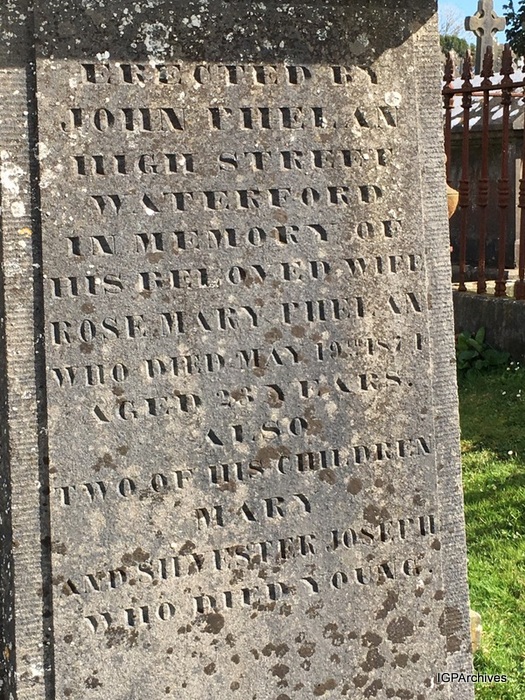 ERECTED BY
JOHN PHELAN
HIGH STREET
WATERFORD
IN MEMORY OF
HIS BELOVED WIFE
ROSE MARY PHELAN
WHO DIED MAY 19TH 1871
AGED 23 YEARS.
ALSO
TWO OF HIS CHILDREN
MARY
AND SILVESTER JOSEPH
WHO DIED YOUNG.
IGPArchives